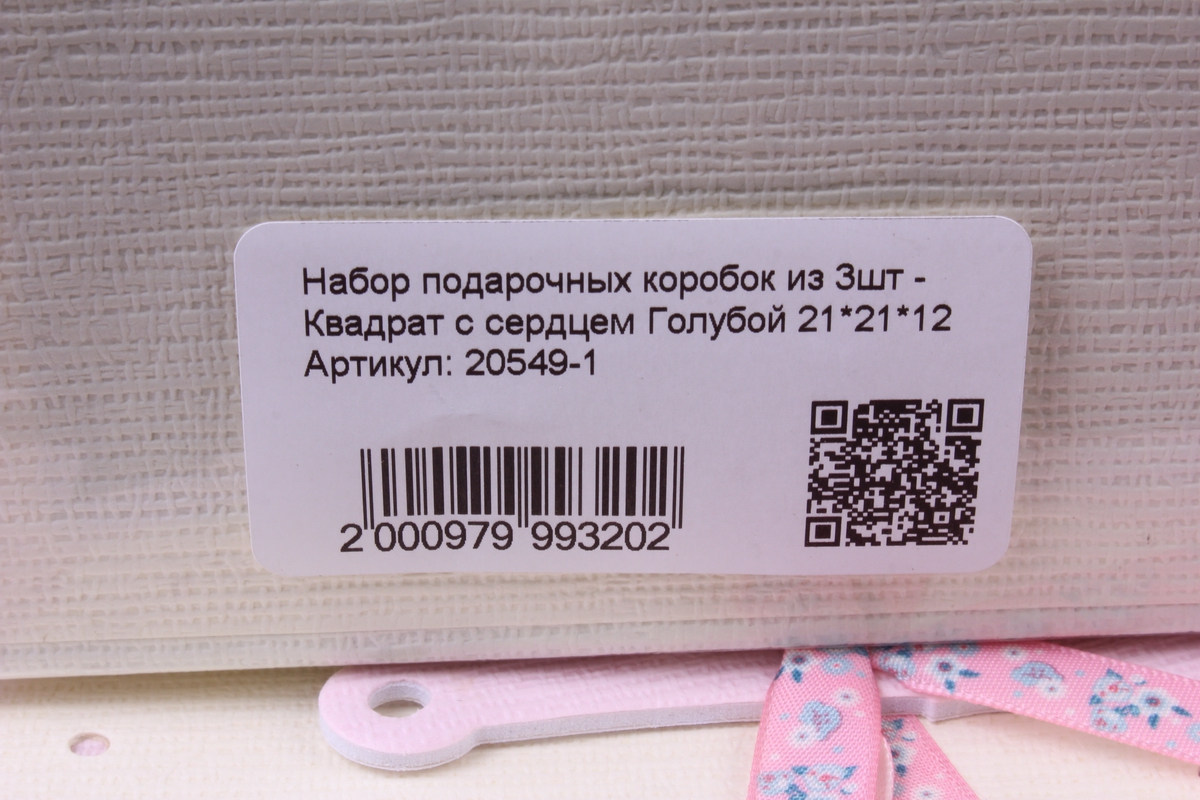 Набор подарочных коробок из 3шт -
Квадрат с сердцем Голубой 21*21*12
Артикул: 20549-1
2 000979 993202